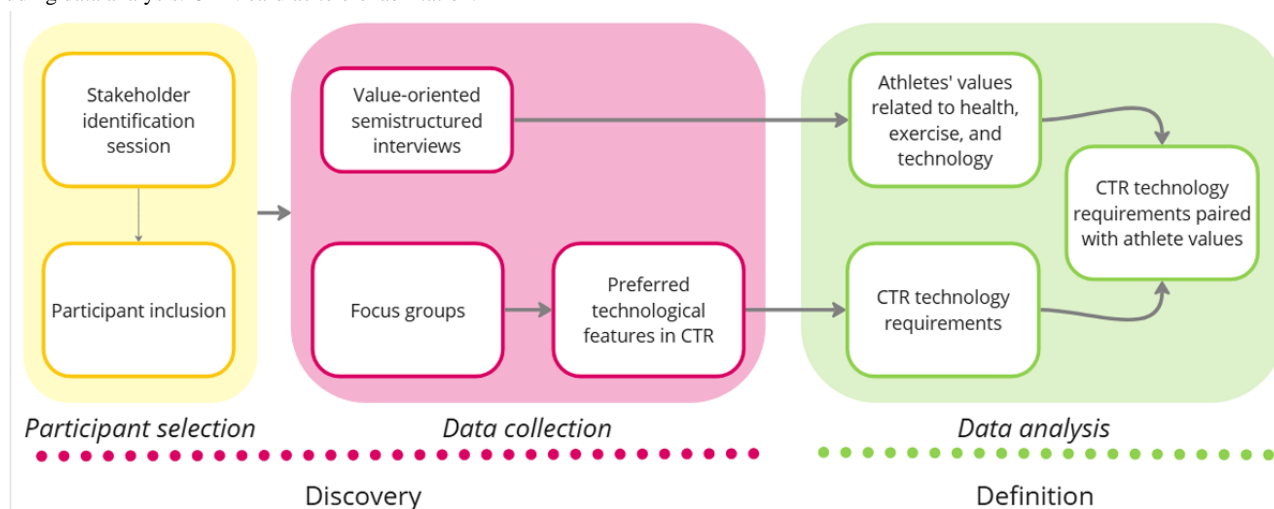 Stakeholder
identification
session
Participant inclusion
Value-oriented
semistructured
interviews
Focus groups
Preferred
technological
features in CTR
Athletes' values
related to health,
exercise, and
technology
CTR technology
requirements
CTR technology
requirements paired
with athlete values
Participant selection
Data collection
Data analysis
Discovery
Definition